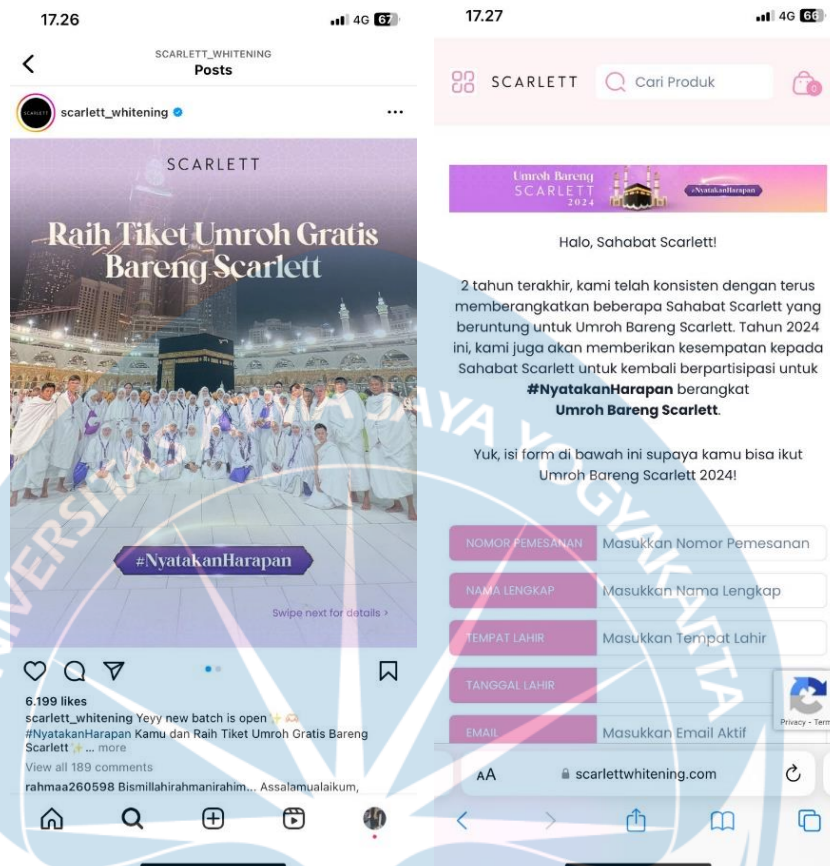 17.26
4G 67
SCARLETT_WHITENING
Posts
scarlett_whitening
SCARLETT
Raih Tiket Umroh Gratis
Bareng Scarlett
#NyatakanHarapan
Swipe next for details >
6.199 likes
scarlett_whitening Yeyy new batch is open
#NyatakanHarapan Kamu dan Raih Tiket Umroh Gratis Bareng
Scarlett ... more
View all 189 comments
rahmaa260598 Bismillahirahmanirahim... Assalamualaikum,
17.27
4G 66
SCARLETT
Cari Produk
0
Umroh Bareng
SCARLETT
2024
#NyatakanHarapan
Halo, Sahabat Scarlett!
2 tahun terakhir, kami telah konsisten dengan terus
memberangkatkan beberapa Sahabat Scarlett yang
beruntung untuk Umroh Bareng Scarlett. Tahun 2024
ini, kami juga akan memberikan kesempatan kepada
Sahabat Scarlett untuk kembali berpartisipasi untuk
#NyatakanHarapan berangkat
Umroh Bareng Scarlett.
Yuk, isi form di bawah ini supaya kamu bisa ikut
Umroh Bareng Scarlett 2024!
NOMOR PEMESANAN Masukkan Nomor Pemesanan
NAMA LENGKAP Masukkan Nama Lengkap
TEMPAT LAHIR Masukkan Tempat Lahir
TANGGAL LAHIR
EMAIL Masukkan Email Aktif
Privacy - Term
AA scarlettwhitening.com